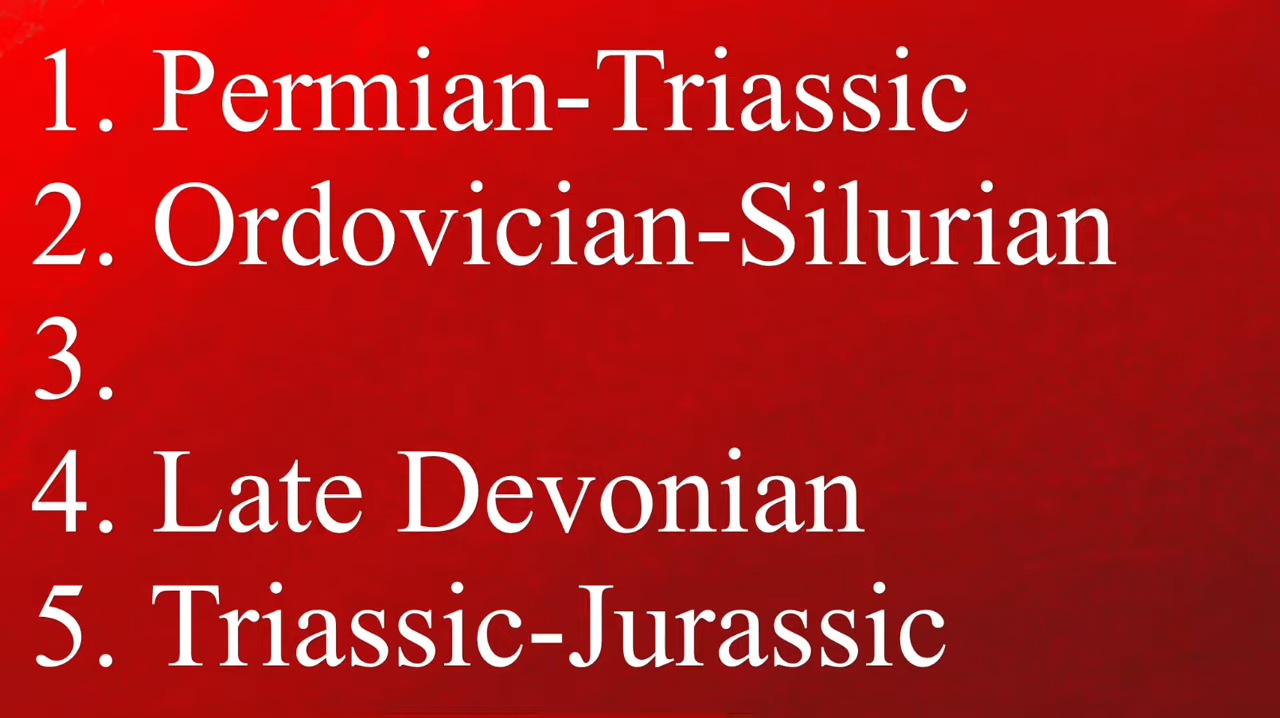 1. Permian-Triassic
2. Ordovician-Silurian
3.
4. Late Devonian
5. Triassic-Jurassic